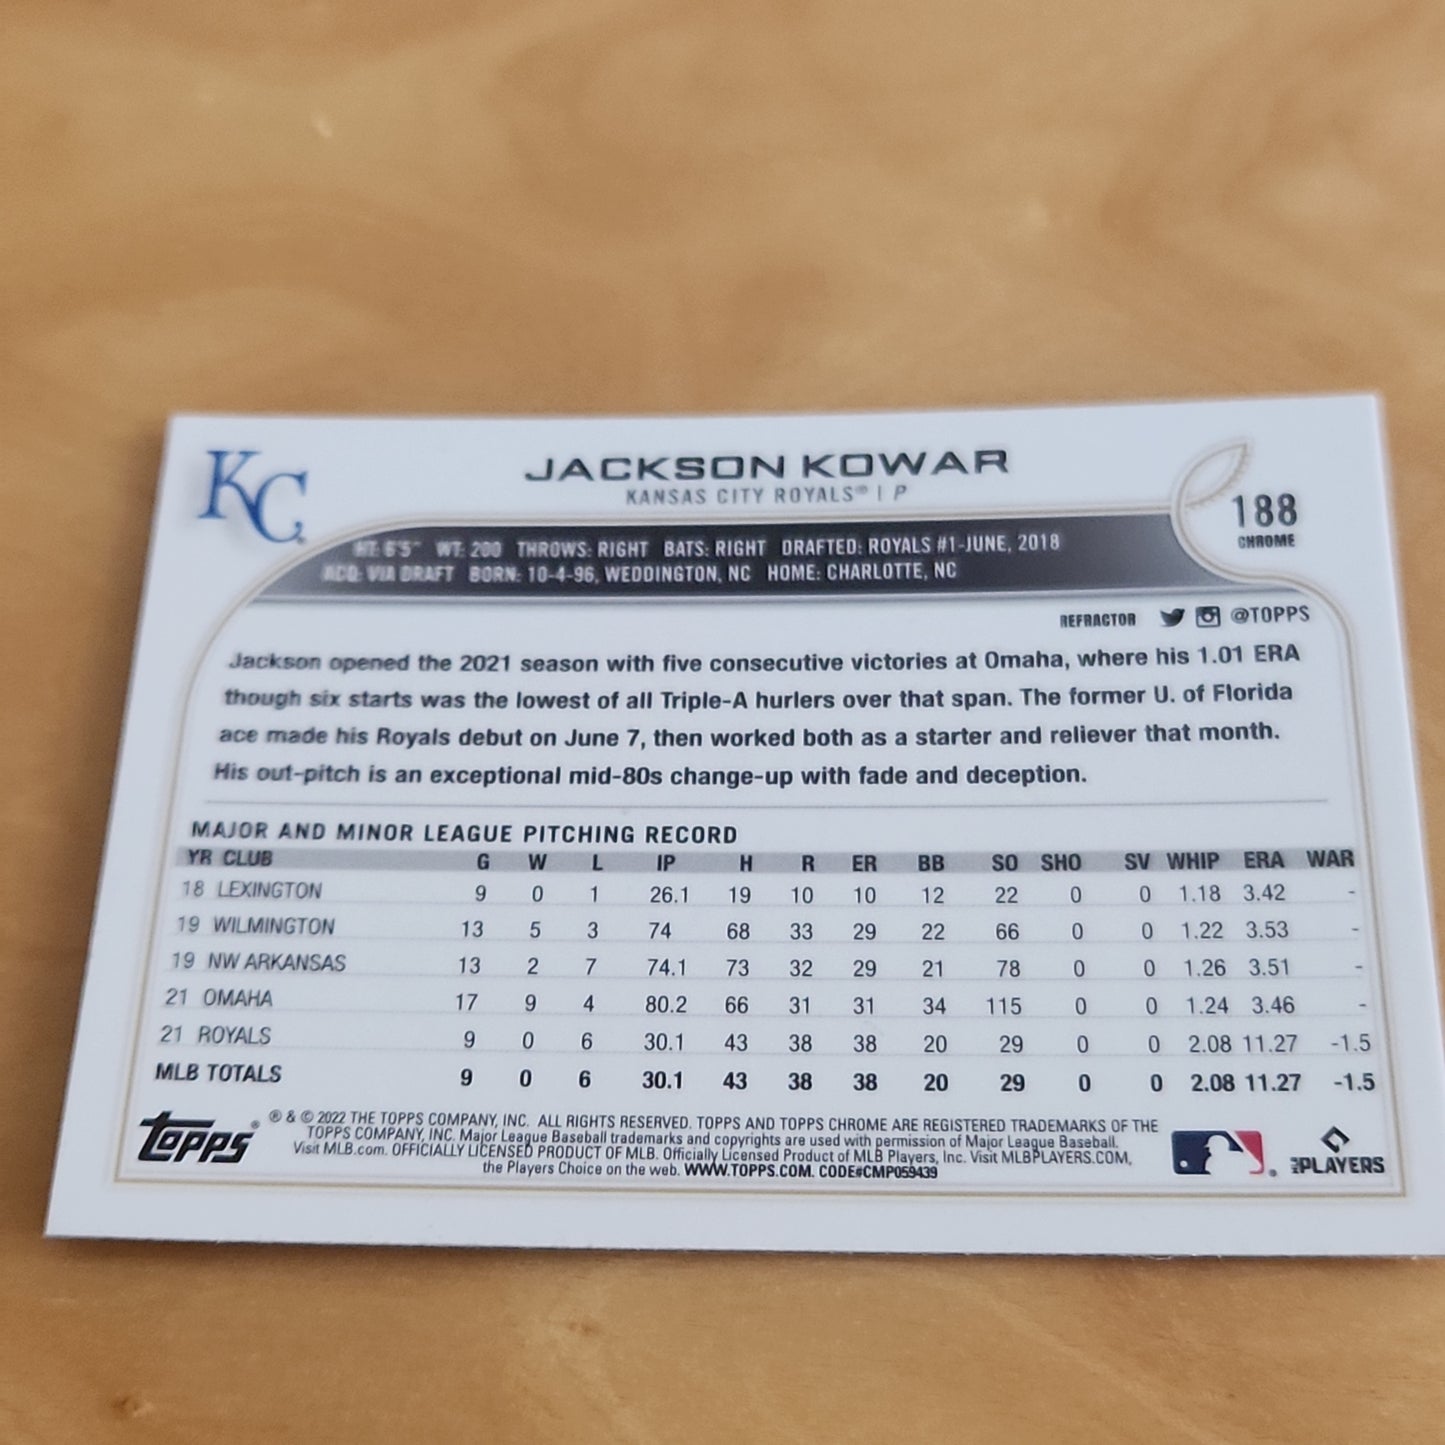 KC
JACKSON KOWAR
KANSAS CITY ROYALS® | P
188
CHROME
HT: 6'5" WT: 200 THROWS: RIGHT BATS: RIGHT DRAFTED: ROYALS #1-JUNE, 2018
ACQ: VIA DRAFT BORN: 10-4-96, WEDDINGTON, NC HOME: CHARLOTTE, NC
REFRACTOR @TOPPS
Jackson opened the 2021 season with five consecutive victories at Omaha, where his 1.01 ERA
though six starts was the lowest of all Triple-A hurlers over that span. The former U. of Florida
ace made his Royals debut on June 7, then worked both as a starter and reliever that month.
His out-pitch is an exceptional mid-80s change-up with fade and deception.
MAJOR AND MINOR LEAGUE PITCHING RECORD
YR CLUB G W L IP H R ER BB SO SHO SV WHIP ERA WAR
18 LEXINGTON 9 0 1 26.1 19 10 10 12 22 0 0 1.18 3.42 -
19 WILMINGTON 13 5 3 74 68 33 29 22 66 0 0 1.22 3.53 -
19 NW ARKANSAS 13 2 7 74.1 73 32 29 21 78 0 0 1.26 3.51 -
21 OMAHA 17 9 4 80.2 66 31 31 34 115 0 0 1.24 3.46 -
21 ROYALS 9 0 6 30.1 43 38 38 20 29 0 0 2.08 11.27 -1.5
MLB TOTALS 9 0 6 30.1 43 38 38 20 29 0 0 2.08 11.27 -1.5
topps®
® & © 2022 THE TOPPS COMPANY, INC. ALL RIGHTS RESERVED. TOPPS AND TOPPS CHROME ARE REGISTERED TRADEMARKS OF THE
TOPPS COMPANY, INC. Major League Baseball trademarks and copyrights are used with permission of Major League Baseball.
Visit MLB.com. OFFICIALLY LICENSED PRODUCT OF MLB. Officially Licensed Product of MLB Players, Inc. Visit MLBPLAYERS.COM,
the Players Choice on the web. WWW.TOPPS.COM. CODE#CMP059439
MLB PLAYERS